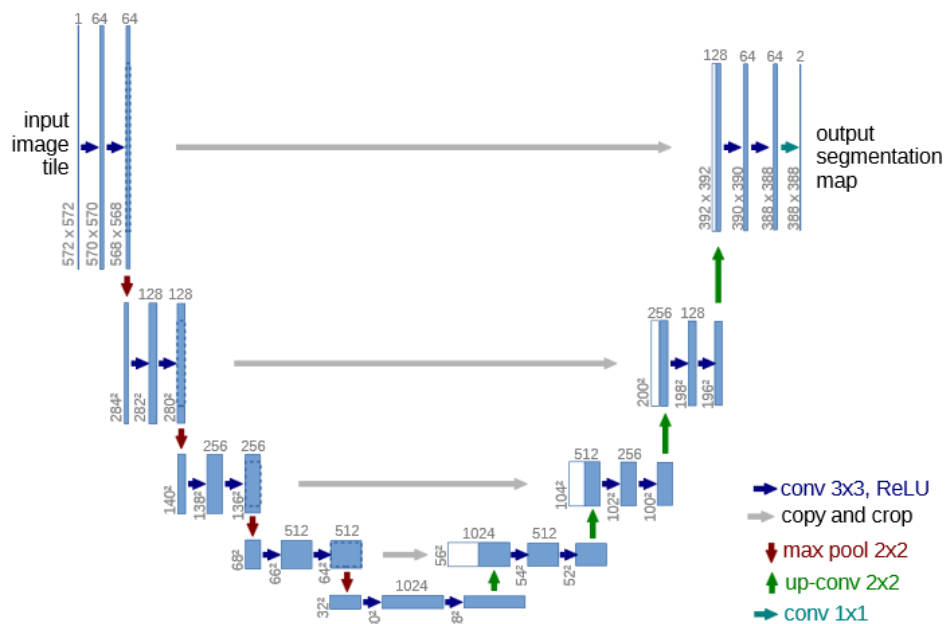 1 64 64
input
image
tile
572 x 572
570 x 570
568 x 568
128 64 64 2
output
segmentation
map
392 x 392
390 x 390
388 x 388
388 x 388
128 128
284²
282²
280²
256 128
200²
198²
196²
256 256
140²
138²
136²
512 256
104²
102²
100²
512 512
68²
66²
64²
1024 512
56²
54²
52²
1024
32²
0²
8²
conv 3x3, ReLU
copy and crop
max pool 2x2
up-conv 2x2
conv 1x1